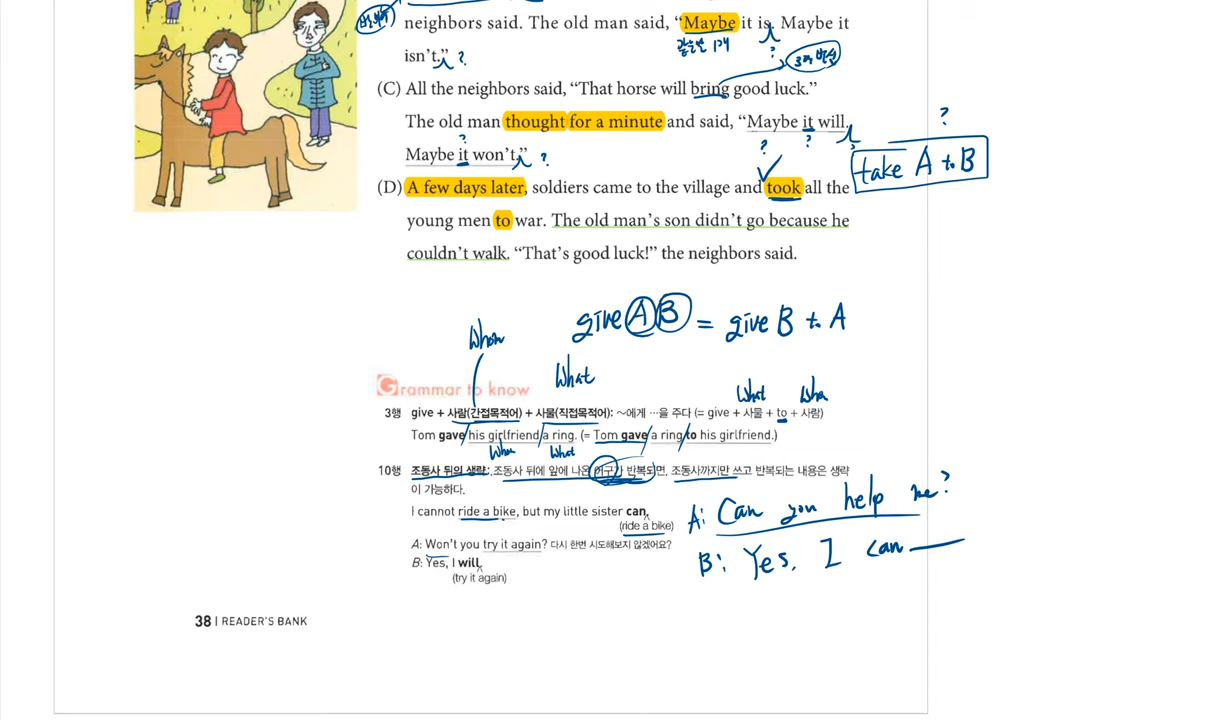 neighbors said. The old man said, “Maybe it is. Maybe it
isn’t.” ?
?
(C) All the neighbors said, “That horse will bring good luck.”
The old man thought for a minute and said, “Maybe it will.
?
? ?
Maybe it won’t.” ?
?
take A to B
(D) A few days later, soldiers came to the village and took all the
young men to war. The old man’s son didn’t go because he
couldn’t walk. “That’s good luck!” the neighbors said.
give A B = give B to A
Whom
What
Grammar to know
What Whom
3행 give + 사람(간접목적어) + 사물(직접목적어): ~에게 …을 주다 (= give + 사물 + to + 사람)
Tom gave his girlfriend a ring. (= Tom gave a ring to his girlfriend.)
Whom What
10행 조동사 뒤의 생략: 조동사 뒤에 앞에 나온 어구가 반복되면, 조동사까지만 쓰고 반복되는 내용은 생략
이 가능하다.
I cannot ride a bike, but my little sister can.
(ride a bike)
A: Can you help me?
A: Won’t you try it again? 다시 한번 시도해보지 않겠어요?
B: Yes, I will.
(try it again)
B: Yes. I can
38 | READER’S BANK